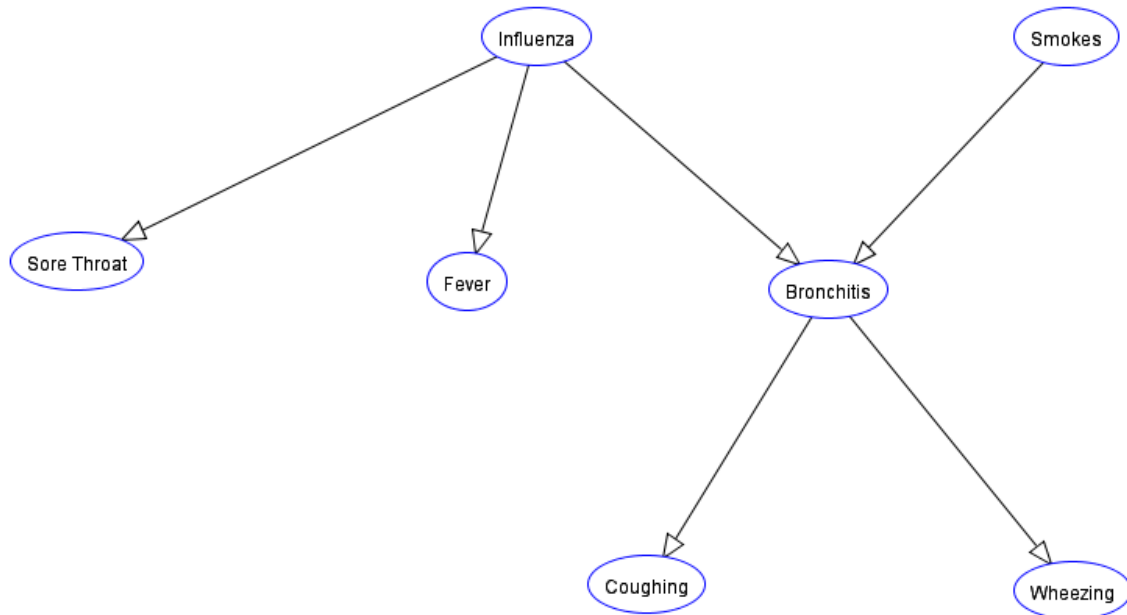 Influenza
Smokes
Sore Throat
Fever
Bronchitis
Coughing
Wheezing